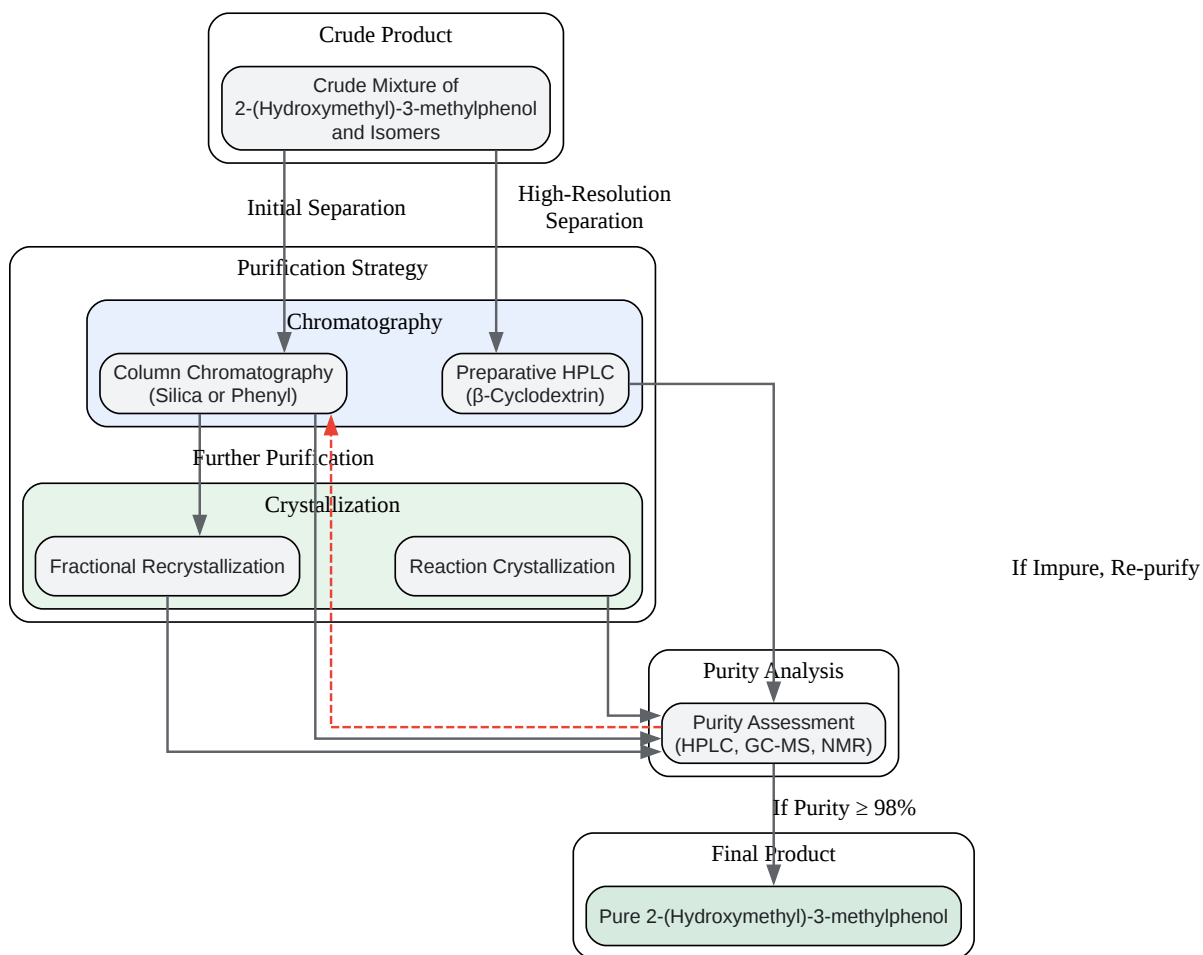 Crude Product
Crude Mixture of
2-(Hydroxymethyl)-3-methylphenol
and Isomers
Initial Separation
High-Resolution
Separation
Purification Strategy
Chromatography
Column Chromatography
(Silica or Phenyl)
Preparative HPLC
(β-Cyclodextrin)
Further Purification
Crystallization
Fractional Recrystallization
Reaction Crystallization
If Impure, Re-purify
Purity Analysis
Purity Assessment
(HPLC, GC-MS, NMR)
If Purity ≥ 98%
Final Product
Pure 2-(Hydroxymethyl)-3-methylphenol